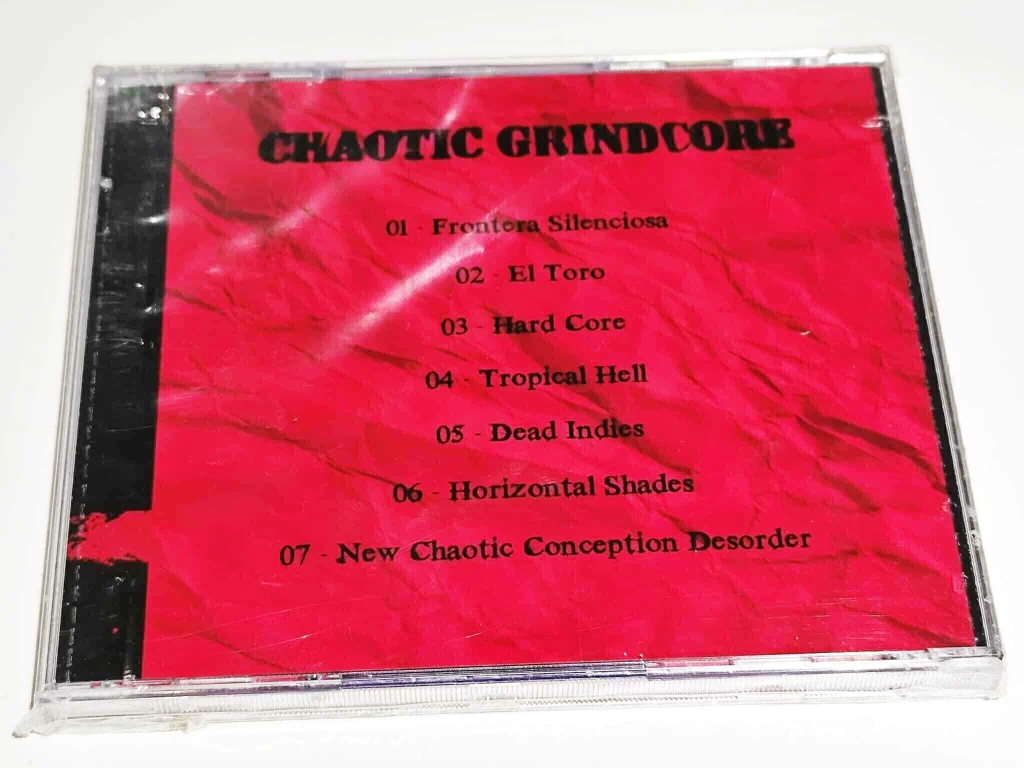 CHAOTIC GRINDCORE
01 - Frontera Silenciosa
02 - El Toro
03 - Hard Core
04 - Tropical Hell
05 - Dead Indies
06 - Horizontal Shades
07 - New Chaotic Conception Desorder